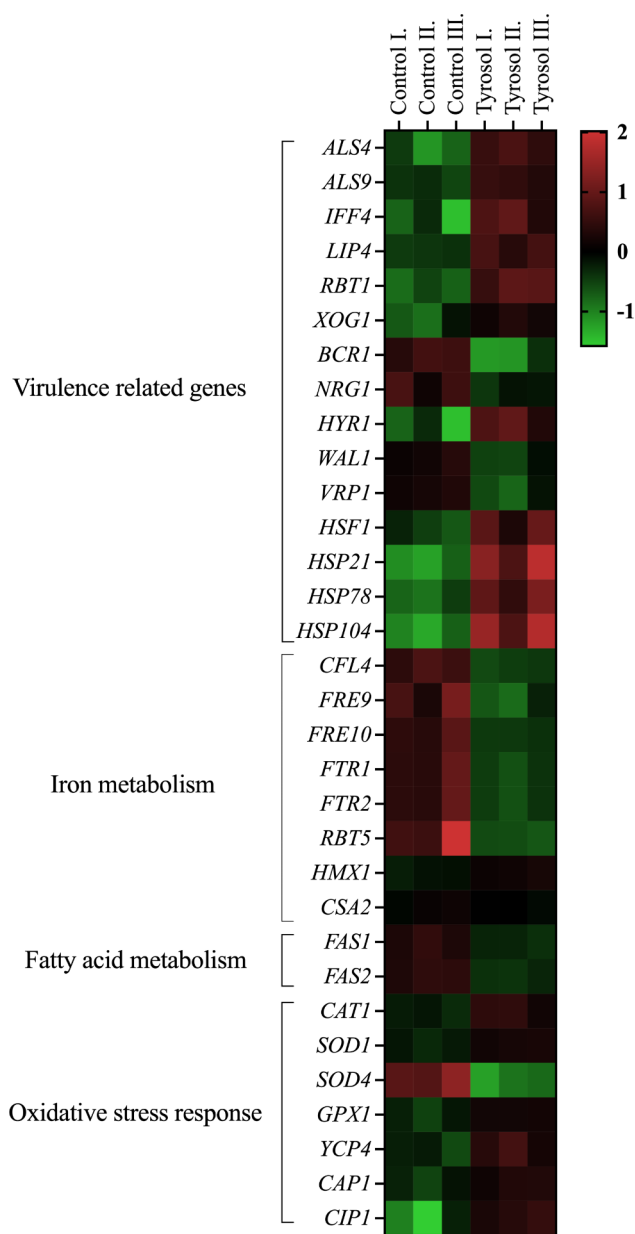 Control I.
Control II.
Control III.
Tyrosol I.
Tyrosol II.
Tyrosol III.
ALS4
ALS9
IFF4
LIP4
RBT1
XOG1
BCR1
NRG1
HYR1
WAL1
VRP1
HSF1
HSP21
HSP78
HSP104
CFL4
FRE9
FRE10
FTR1
FTR2
RBT5
HMX1
CSA2
FAS1
FAS2
CAT1
SOD1
SOD4
GPX1
YCP4
CAP1
CIP1
Virulence related genes
Iron metabolism
Fatty acid metabolism
Oxidative stress response
2
1
0
-1